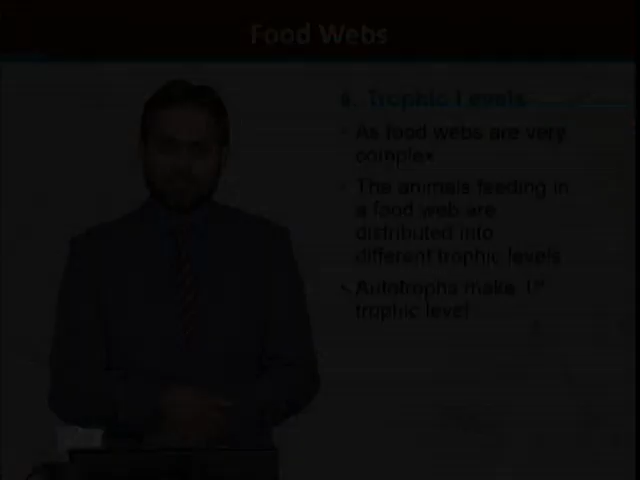 Food Webs
Trophic Levels
As food webs are very
complex
The animals feeding in
a food web are
distributed into
different trophic levels
Autotrophs make 1st
trophic level